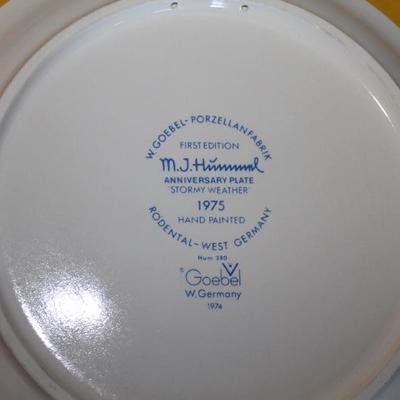 W. GOEBEL-PORZELLANFABRIK
FIRST EDITION
M.J.Hummel
ANNIVERSARY PLATE
'STORMY WEATHER'
1975
HAND PAINTED
RÖDENTAL-WEST GERMANY
Hum 280
© Goebel
W.Germany
1974